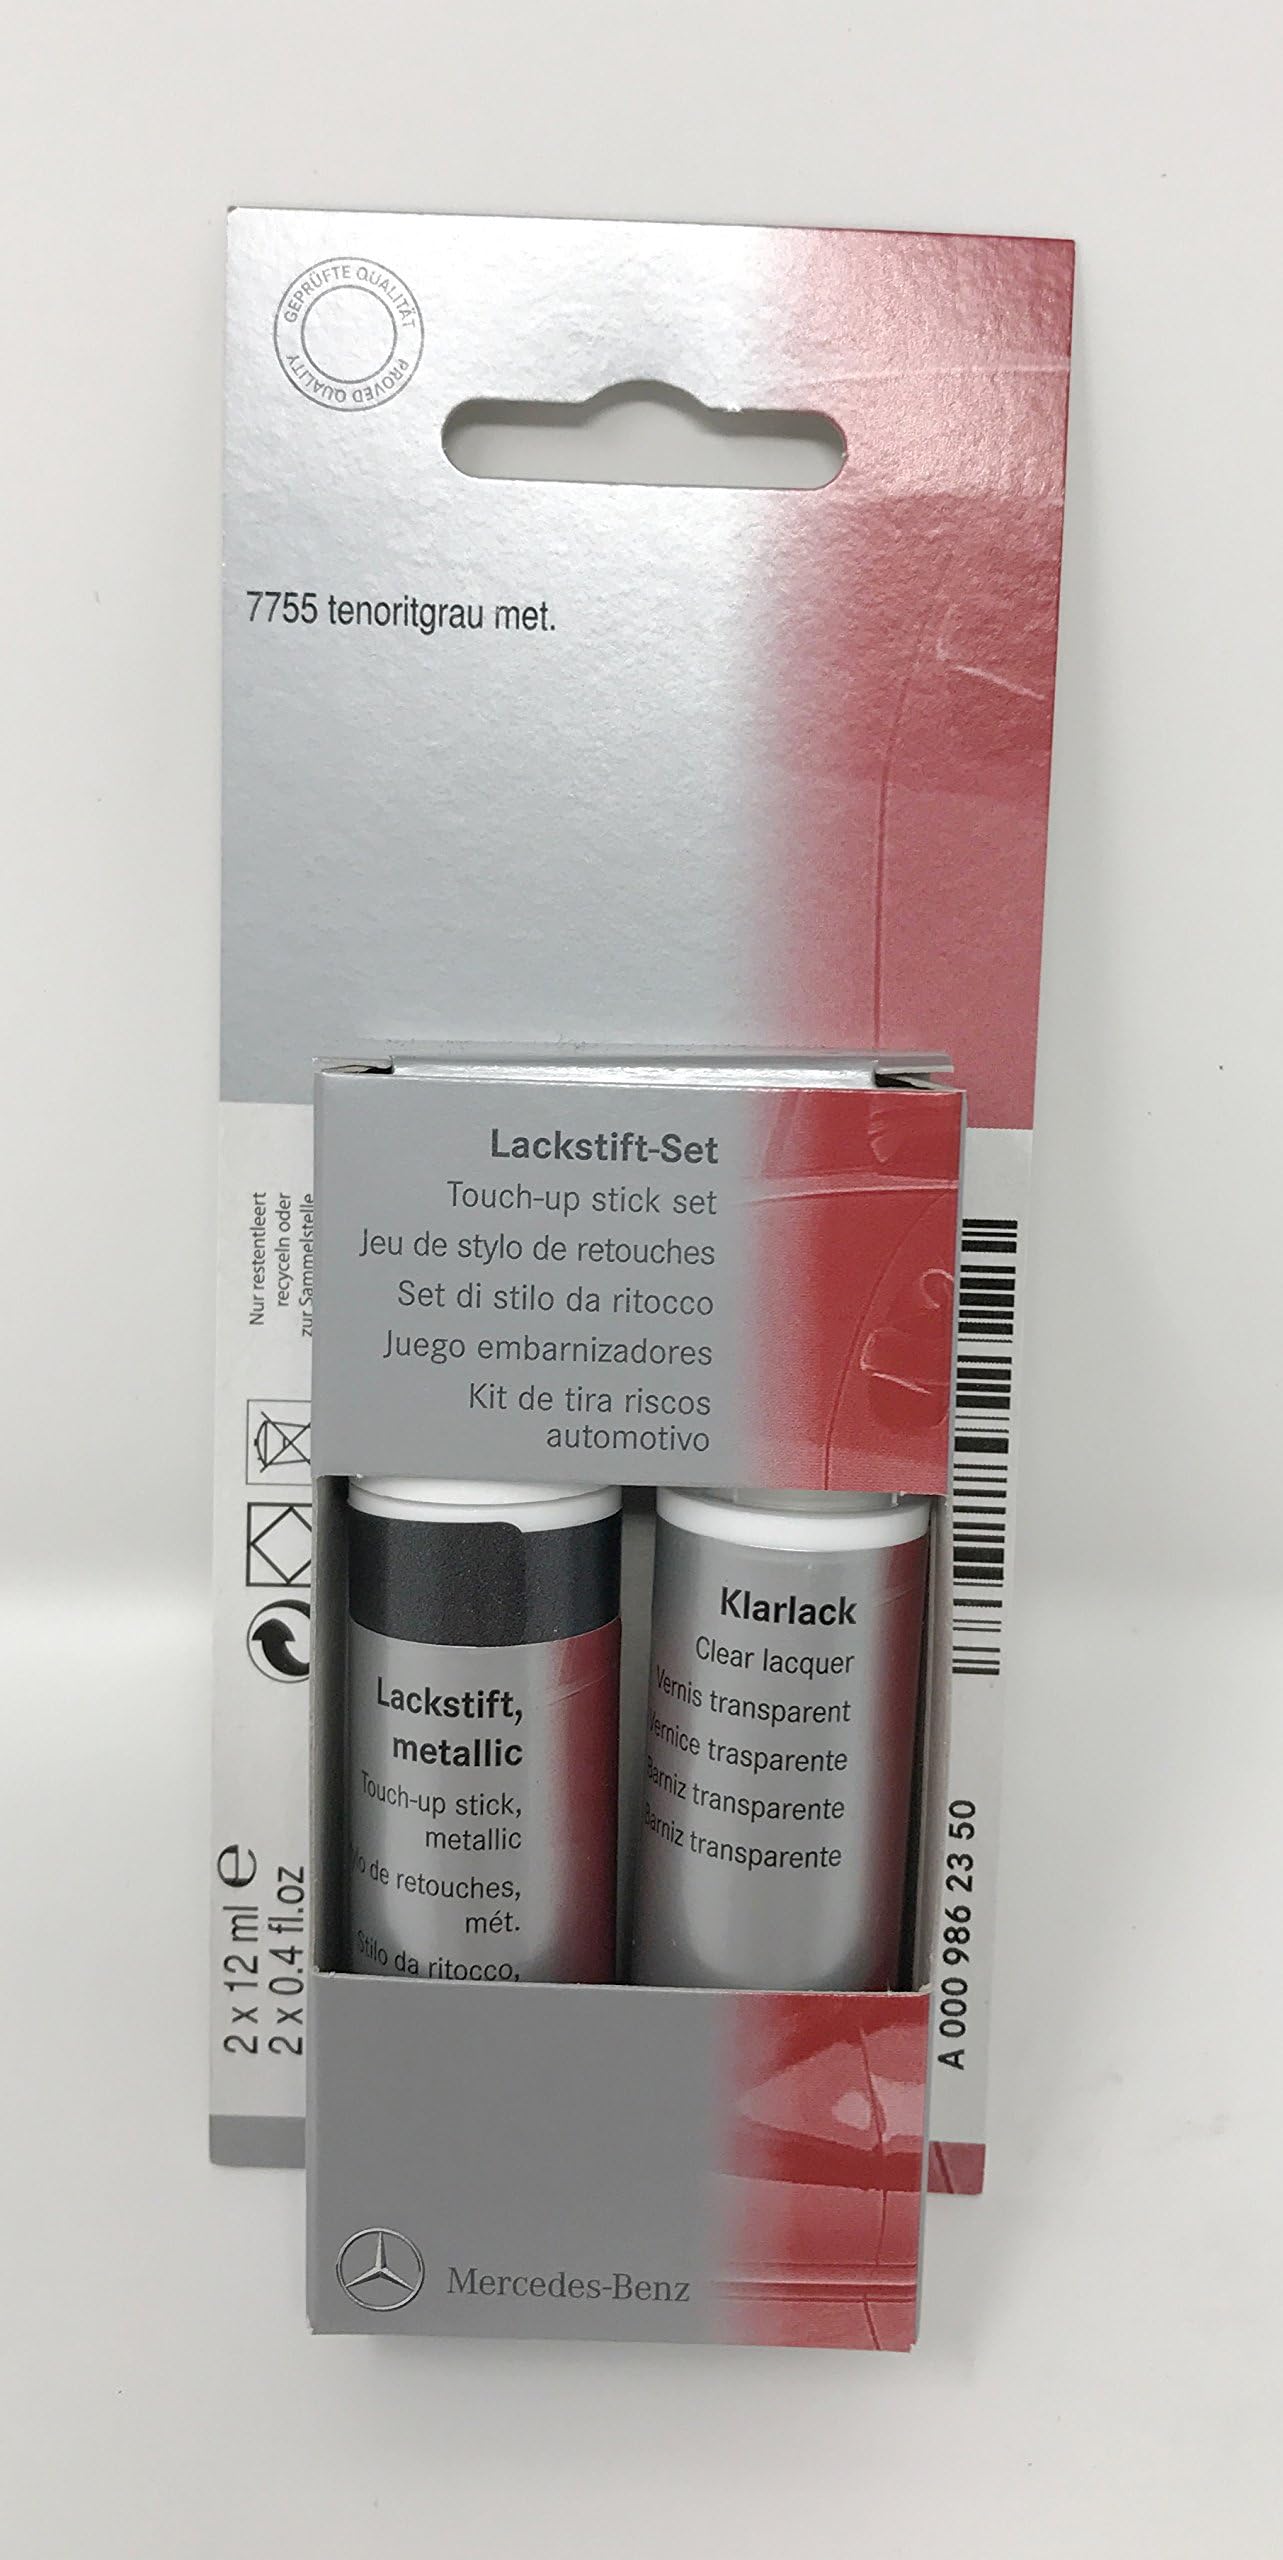 GEPRÜFTE QUALITÄT
PROVED QUALITY
7755 tenoritgrau met.
Lackstift-Set
Touch-up stick set
Jeu de stylo de retouches
Set di stilo da ritocco
Juego embarnizadores
Kit de tira riscos
automotivo
Nur restentleert
recyceln oder
zur Sammelstelle
2 x 12 ml ℮
2 x 0.4 fl.oz
Lackstift,
metallic
Touch-up stick,
metallic
de retouches,
mét.
Stilo da ritocco,
Klarlack
Clear lacquer
Vernis transparent
Vernice trasparente
Barniz transparente
Barniz transparente
A 000 986 23 50
Mercedes-Benz